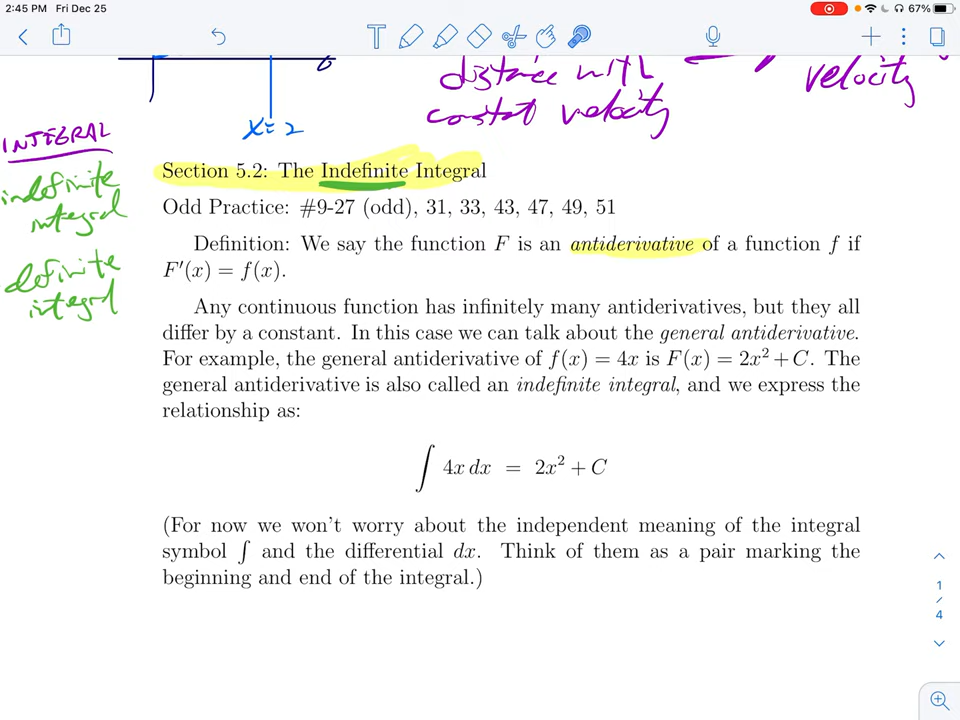 2:45 PM Fri Dec 25
67%
distance with
constant velocity
velocity
x=2
INTEGRAL
indefinite
integral
definite
integral
Section 5.2: The Indefinite Integral
Odd Practice: #9-27 (odd), 31, 33, 43, 47, 49, 51
Definition: We say the function F is an antiderivative of a function f if
F′(x) = f(x).
Any continuous function has infinitely many antiderivatives, but they all
differ by a constant. In this case we can talk about the general antiderivative.
For example, the general antiderivative of f(x) = 4x is F(x) = 2x² + C. The
general antiderivative is also called an indefinite integral, and we express the
relationship as:
∫ 4x dx = 2x² + C
(For now we won't worry about the independent meaning of the integral
symbol ∫ and the differential dx. Think of them as a pair marking the
beginning and end of the integral.)
1
/
4